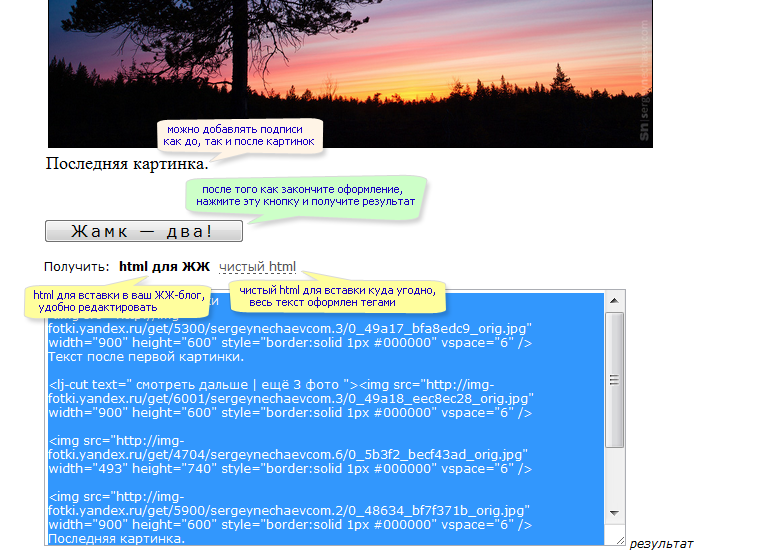 можно добавлять подписи
как до, так и после картинок
Последняя картинка.
после того как закончите оформление,
нажмите эту кнопку и получите результат
Жамк — два!
Получить: html для ЖЖ чистый html
html для вставки в ваш ЖЖ-блог,
удобно редактировать
чистый html для вставки куда угодно,
весь текст оформлен тегами
fotki.yandex.ru/get/5300/sergeynechaevcom.3/0_49a17_bfa8edc9_orig.jpg"
width="900" height="600" style="border:solid 1px #000000" vspace="6" />
Текст после первой картинки.
<lj-cut text=" смотреть дальше | ещё 3 фото "><img src="http://img-
fotki.yandex.ru/get/6001/sergeynechaevcom.3/0_49a18_eec8ec28_orig.jpg"
width="900" height="600" style="border:solid 1px #000000" vspace="6" />
<img src="http://img-
fotki.yandex.ru/get/4704/sergeynechaevcom.6/0_5b3f2_becf43ad_orig.jpg"
width="493" height="740" style="border:solid 1px #000000" vspace="6" />
<img src="http://img-
fotki.yandex.ru/get/5900/sergeynechaevcom.2/0_48634_bf7f371b_orig.jpg"
width="900" height="600" style="border:solid 1px #000000" vspace="6" />
Последняя картинка.
результат